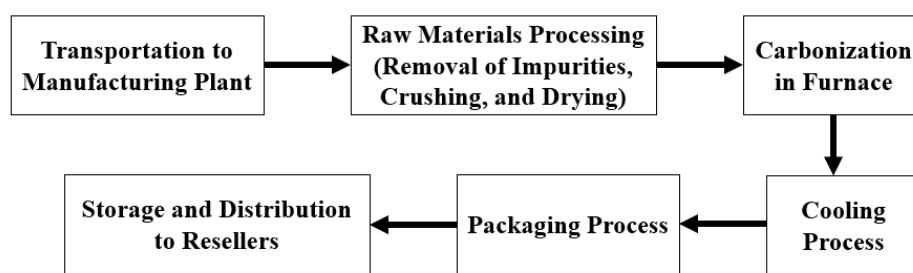 Transportation to
Manufacturing Plant
Raw Materials Processing
(Removal of Impurities,
Crushing, and Drying)
Carbonization
in Furnace
Cooling
Process
Packaging Process
Storage and Distribution
to Resellers